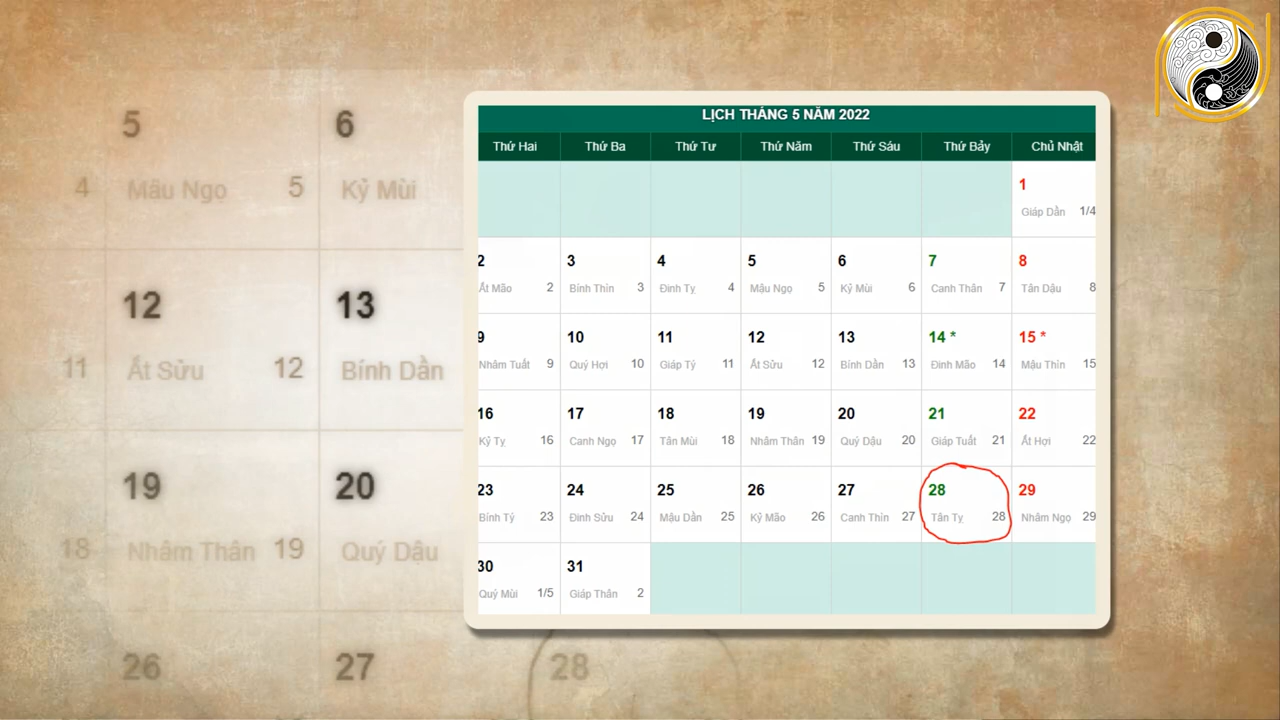 5
6
4
Mậu Ngọ
5
Kỷ Mùi
12
13
11
Ất Sửu
12
Bính Dần
19
20
18
Nhâm Thân
19
Quý Dậu
26
27
28
LỊCH THÁNG 5 NĂM 2022
Thứ Hai Thứ Ba Thứ Tư Thứ Năm Thứ Sáu Thứ Bảy Chủ Nhật
1
Giáp Dần 1/4
2 3 4 5 6 7 8
Ất Mão 2 Bính Thìn 3 Đinh Tỵ 4 Mậu Ngọ 5 Kỷ Mùi 6 Canh Thân 7 Tân Dậu 8
9 10 11 12 13 14 * 15 *
Nhâm Tuất 9 Quý Hợi 10 Giáp Tý 11 Ất Sửu 12 Bính Dần 13 Đinh Mão 14 Mậu Thìn 15
16 17 18 19 20 21 22
Kỷ Tỵ 16 Canh Ngọ 17 Tân Mùi 18 Nhâm Thân 19 Quý Dậu 20 Giáp Tuất 21 Ất Hợi 22
23 24 25 26 27 28 29
Bính Tý 23 Đinh Sửu 24 Mậu Dần 25 Kỷ Mão 26 Canh Thìn 27 Tân Tỵ 28 Nhâm Ngọ 29
30 31
Quý Mùi 1/5 Giáp Thân 2